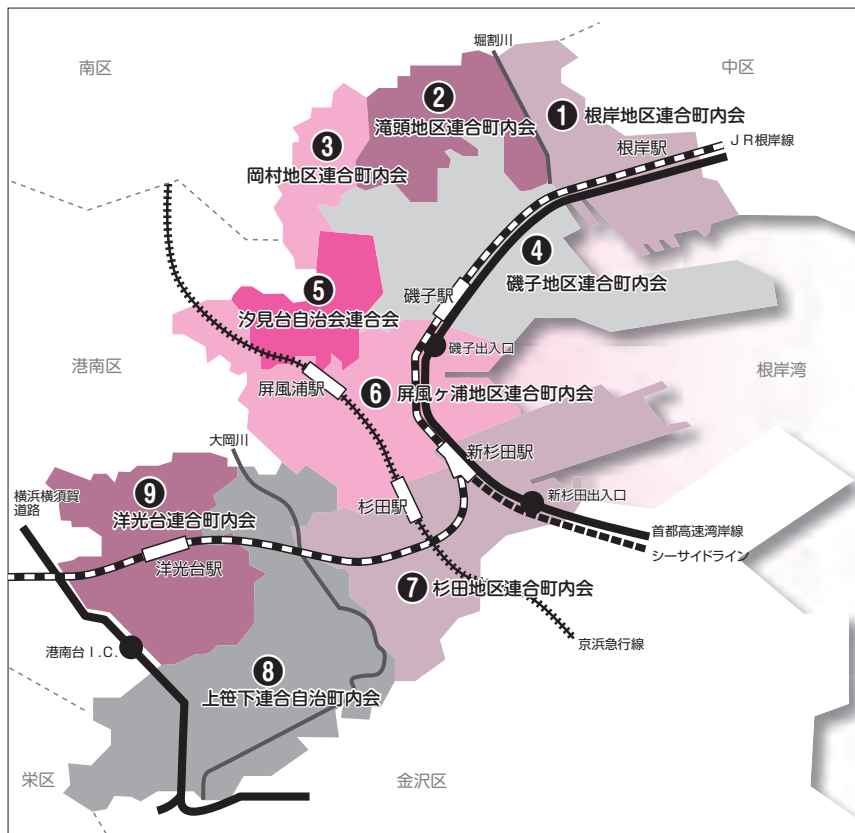 南区
堀割川
中区
❷
滝頭地区連合町内会
❶
根岸地区連合町内会
根岸駅
ＪＲ根岸線
❸
岡村地区連合町内会
❹
磯子地区連合町内会
磯子駅
❺
汐見台自治会連合会
磯子出入口
港南区
根岸湾
屏風浦駅
❻
屏風ヶ浦地区連合町内会
大岡川
新杉田駅
❾
洋光台連合町内会
横浜横須賀
道路
杉田駅
新杉田出入口
首都高速湾岸線
シーサイドライン
洋光台駅
❼
杉田地区連合町内会
京浜急行線
港南台Ｉ.Ｃ.
❽
上笹下連合自治町内会
栄区
金沢区